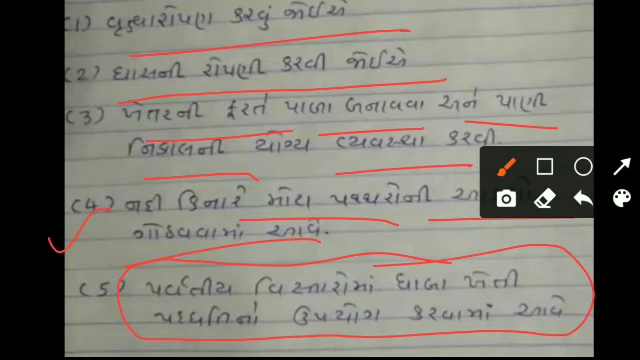 (1) વૃક્ષારોપણ કરવું જોઈએ
(2) ઘાસની રોપણી કરવી જોઈએ
(3) ખેતરની ફરતે પાળા બનાવવા અને પાણી
નિકાલની યોગ્ય વ્યવસ્થા કરવી.
(4) નદી કિનારે મોટા પથ્થરોની
ગોઠવવામાં આવે.
(5) પર્વતીય વિસ્તારોમાં ઘાબા ખેતી
પધ્ધતિનો ઉપયોગ કરવામાં આવે